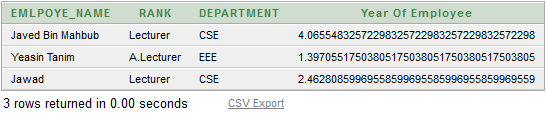 EMLPOYE_NAME RANK DEPARTMENT Year Of Employee
Javed Bin Mahbub Lecturer CSE 4.06554832572298325722983257229832572298
Yeasin Tanim A.Lecturer EEE 1.39705517503805175038051750380517503805
Jawad Lecturer CSE 2.46280859969558599695585996955859969559
3 rows returned in 0.00 seconds CSV Export